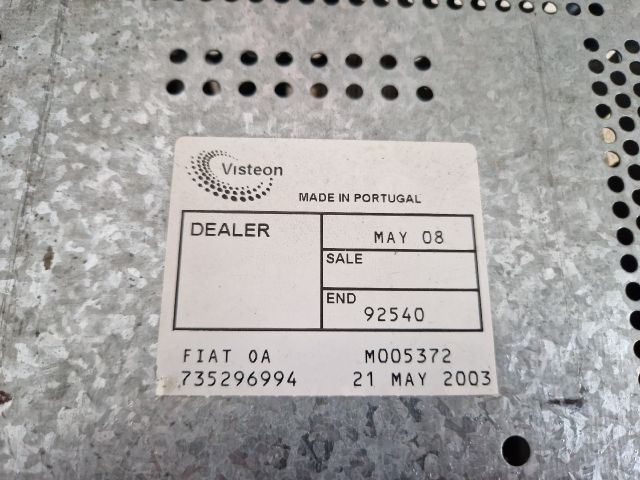 Visteon
MADE IN PORTUGAL
DEALER
MAY 08
SALE
END
92540
FIAT 0A M005372
735296994 21 MAY 2003